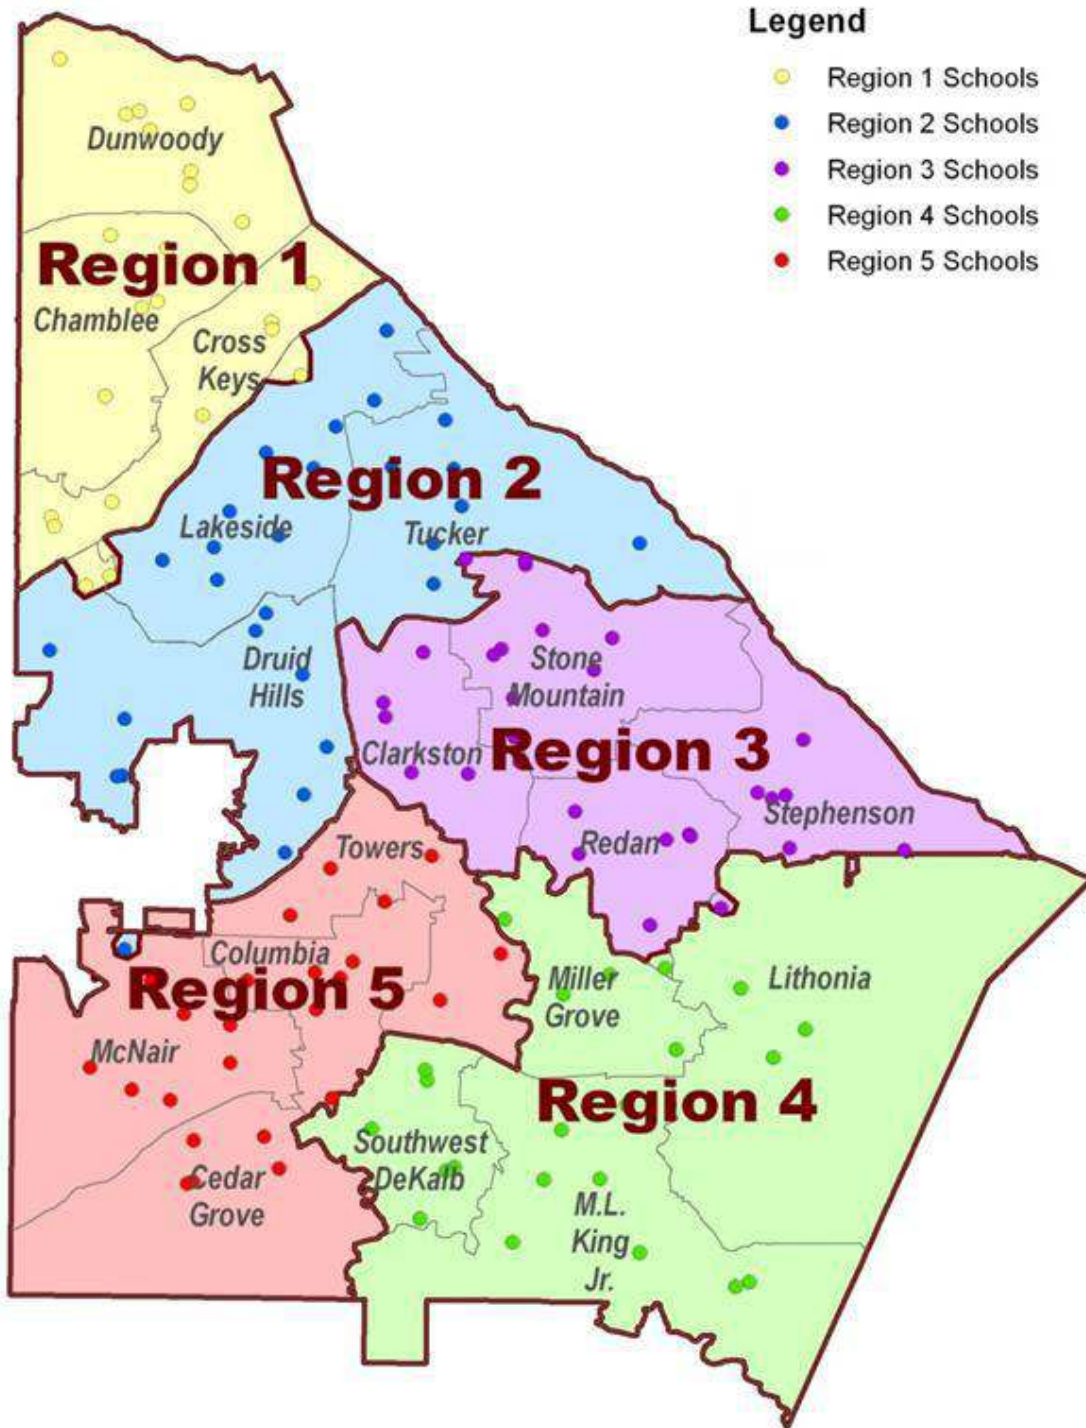 Legend
Region 1 Schools
Region 2 Schools
Region 3 Schools
Region 4 Schools
Region 5 Schools
Dunwoody
Region 1
Chamblee
Cross
Keys
Region 2
Lakeside
Tucker
Druid
Hills
Stone
Mountain
Clarkston
Region 3
Stephenson
Redan
Towers
Columbia
Region 5
McNair
Miller
Grove
Lithonia
Region 4
Southwest
DeKalb
Cedar
Grove
M.L.
King
Jr.